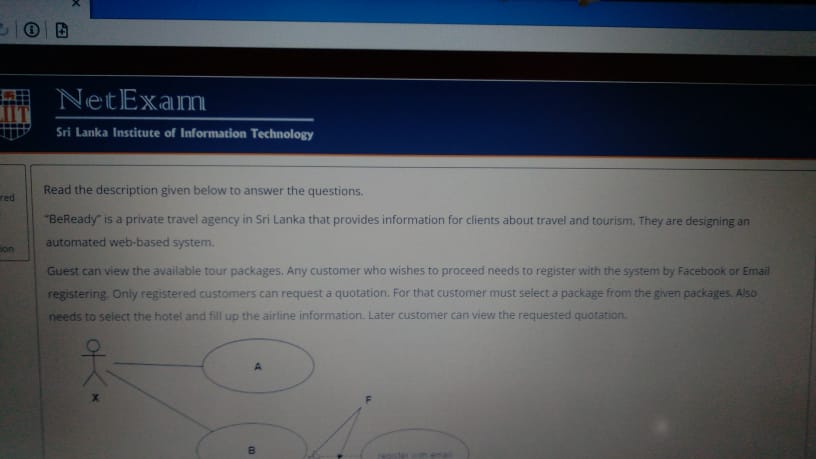 NetExam
Sri Lanka Institute of Information Technology
Read the description given below to answer the questions.
"BeReady" is a private travel agency in Sri Lanka that provides information for clients about travel and tourism. They are designing an
automated web-based system.
Guest can view the available tour packages. Any customer who wishes to proceed needs to register with the system by Facebook or Email
registering. Only registered customers can request a quotation. For that customer must select a package from the given packages. Also
needs to select the hotel and fill up the airline information. Later customer can view the requested quotation.
A
X
F
B
register with email